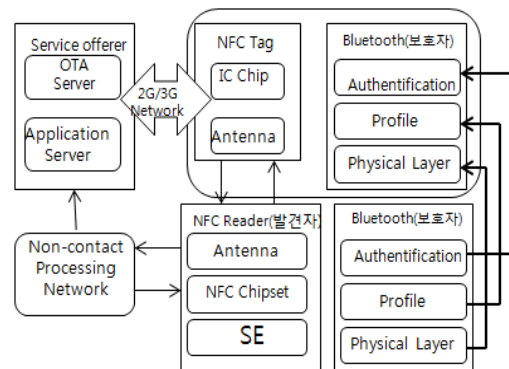 Service offerer
OTA
Server
Application
Server
2G/3G
Network
NFC Tag
IC Chip
Antenna
Bluetooth(보호자)
Authentification
Profile
Physical Layer
Non-contact
Processing
Network
NFC Reader(발견자)
Antenna
NFC Chipset
SE
Bluetooth(보호자)
Authentification
Profile
Physical Layer